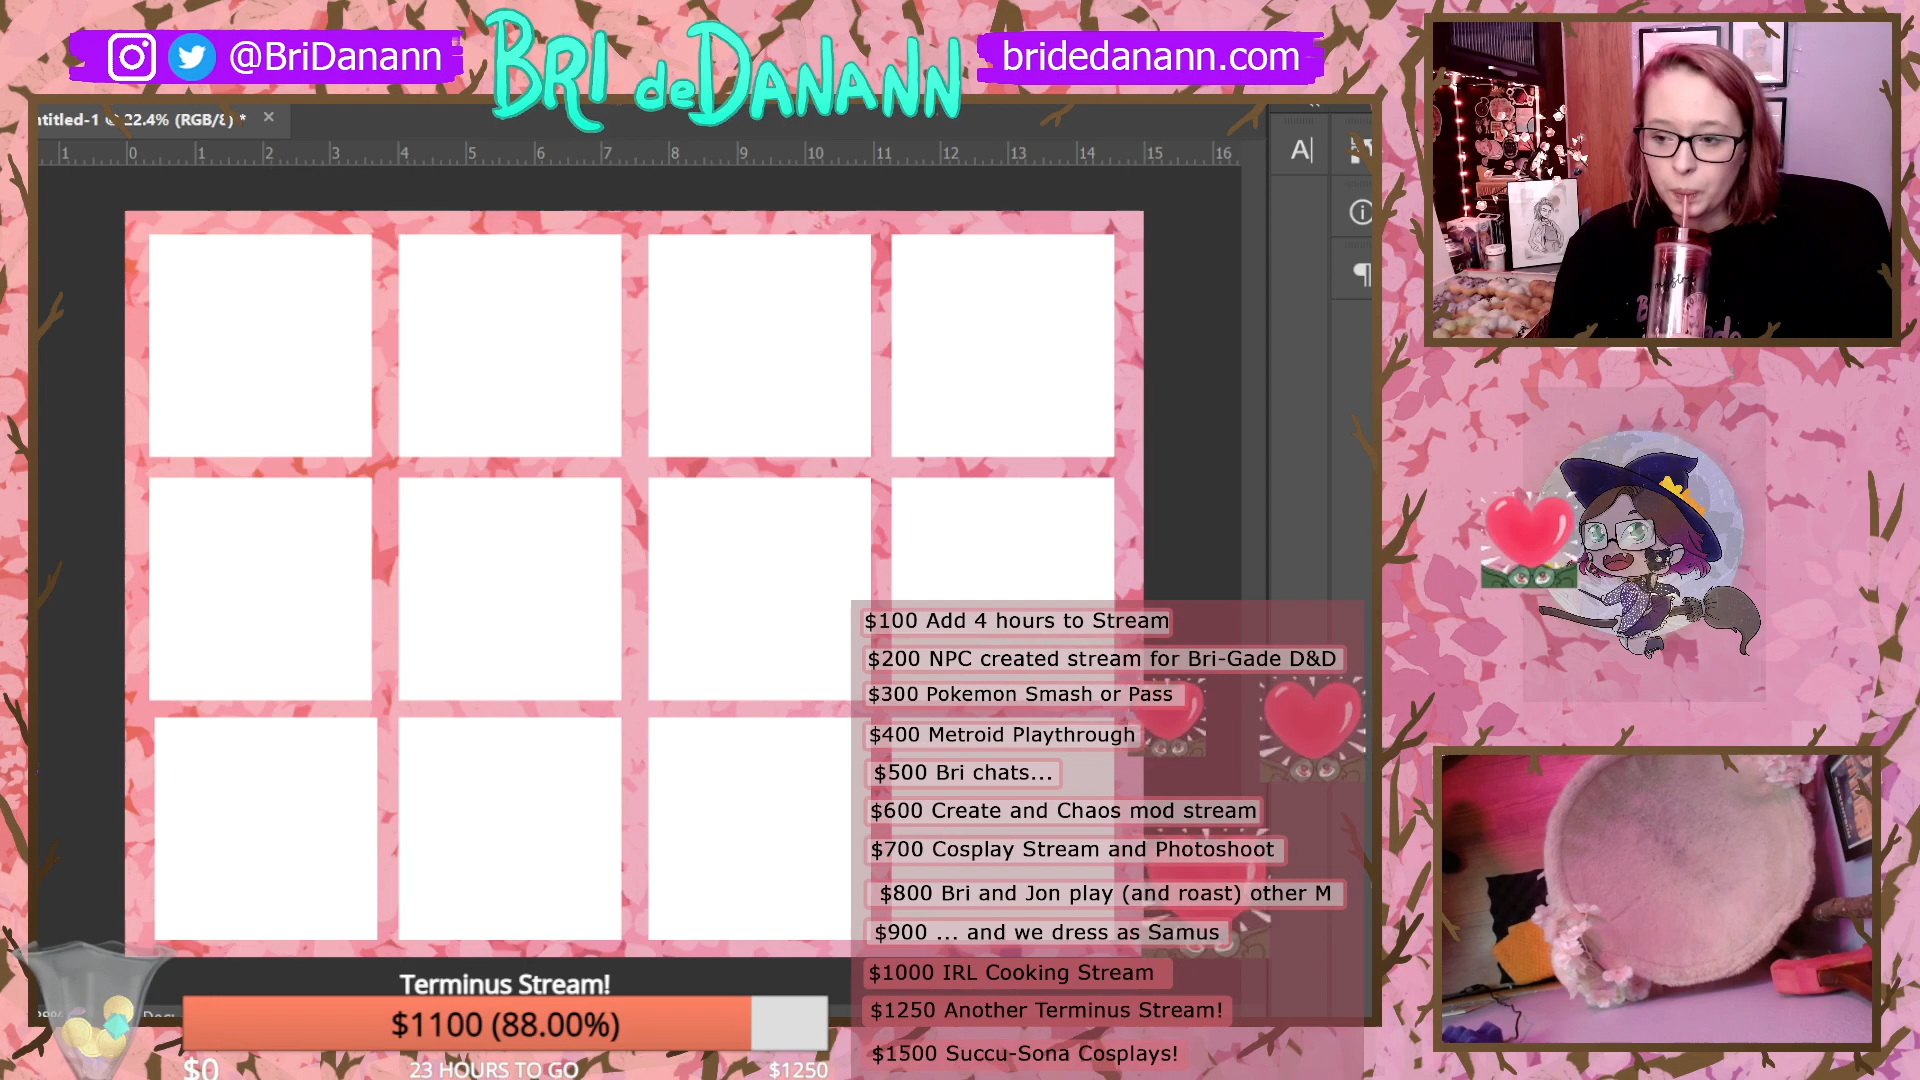 @BriDanann
BRI deDANANN
bridedanann.com
ntitled-1 @ 22.4% (RGB/8) * ×
1 0 1 2 3 4 5 6 7 8 9 10 11 12 13 14 15 16
A|
$100 Add 4 hours to Stream
$200 NPC created stream for Bri-Gade D&D
$300 Pokemon Smash or Pass
$400 Metroid Playthrough
$500 Bri chats...
$600 Create and Chaos mod stream
$700 Cosplay Stream and Photoshoot
$800 Bri and Jon play (and roast) other M
$900 ... and we dress as Samus
$1000 IRL Cooking Stream
$1250 Another Terminus Stream!
$1500 Succu-Sona Cosplays!
Terminus Stream!
$1100 (88.00%)
$0 23 HOURS TO GO $1250